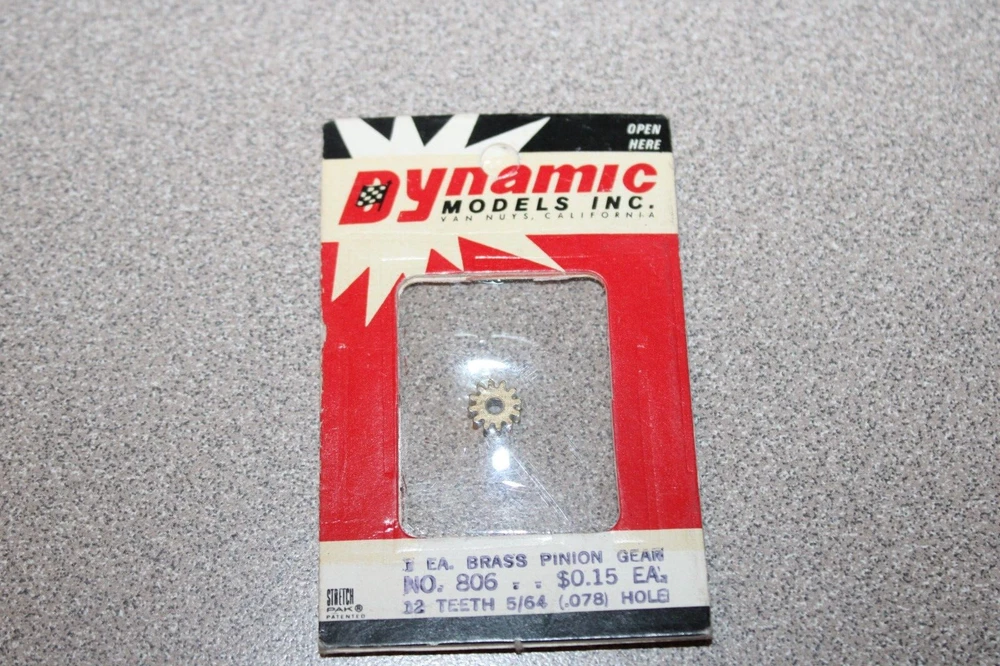 OPEN
HERE
Dynamic
MODELS INC.
VAN NUYS, CALIFORNIA
1 EA. BRASS PINION GEAR
NO. 806 . . $0.15 EA.
12 TEETH 5/64 (.078) HOLE
STRETCH
PAK®
PATENTED